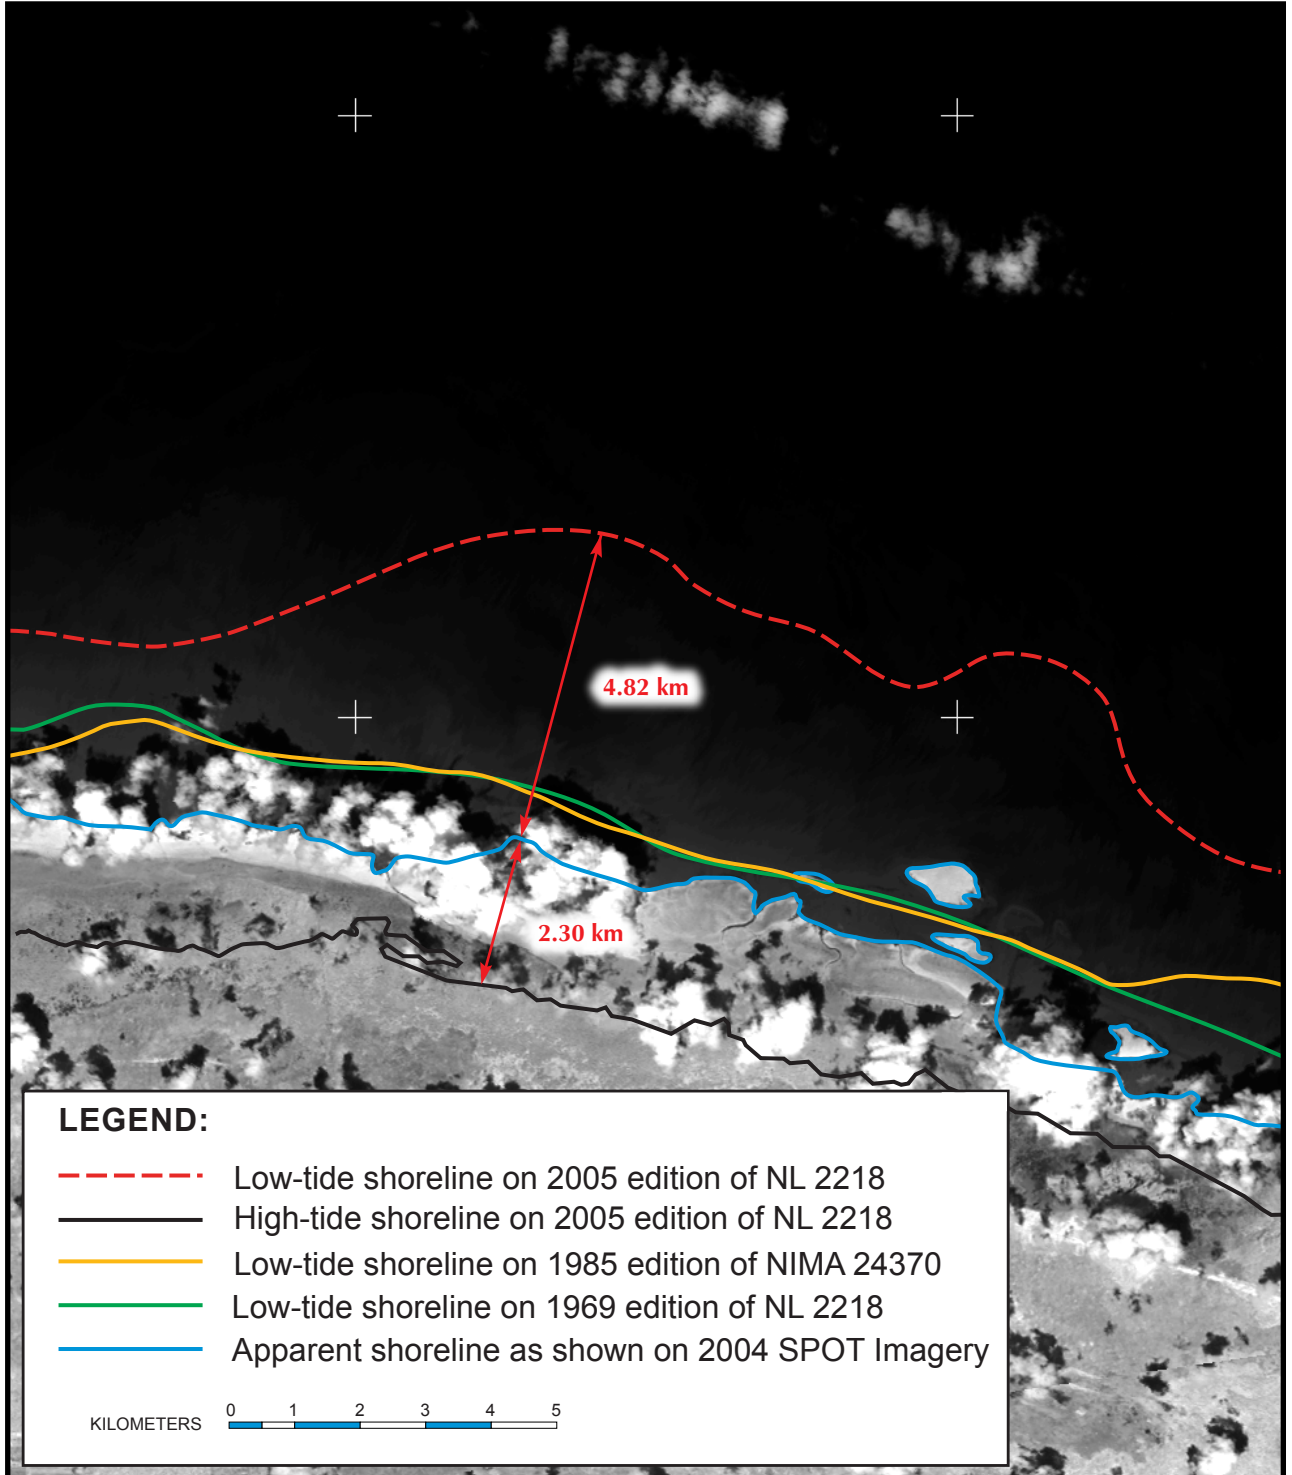 4.82 km
2.30 km
LEGEND:
Low-tide shoreline on 2005 edition of NL 2218
High-tide shoreline on 2005 edition of NL 2218
Low-tide shoreline on 1985 edition of NIMA 24370
Low-tide shoreline on 1969 edition of NL 2218
Apparent shoreline as shown on 2004 SPOT Imagery
KILOMETERS 0 1 2 3 4 5